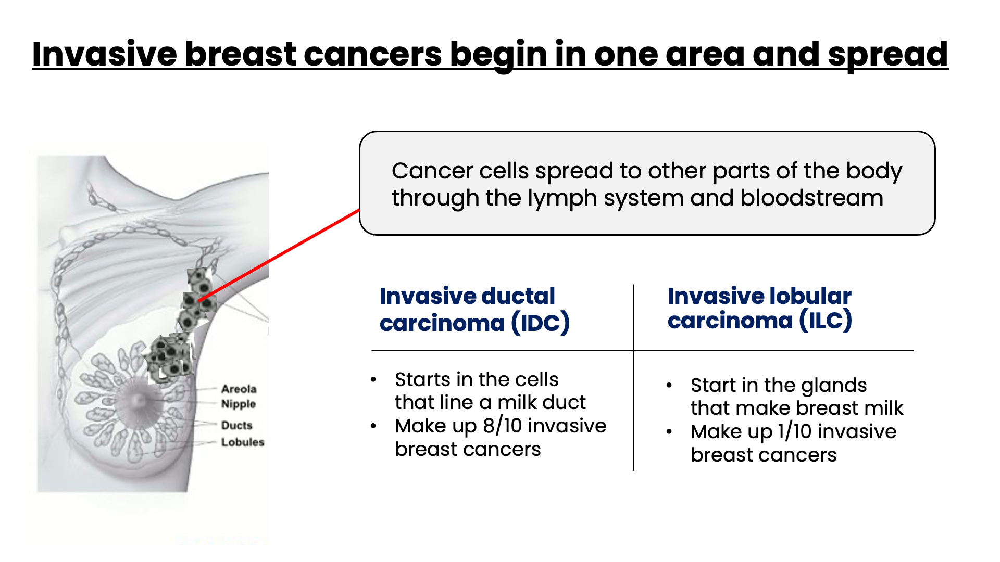 Invasive breast cancers begin in one area and spread
Cancer cells spread to other parts of the body
through the lymph system and bloodstream
Invasive ductal
carcinoma (IDC)
Invasive lobular
carcinoma (ILC)
• Starts in the cells
that line a milk duct
• Make up 8/10 invasive
breast cancers
• Start in the glands
that make breast milk
• Make up 1/10 invasive
breast cancers
Areola
Nipple
Ducts
Lobules